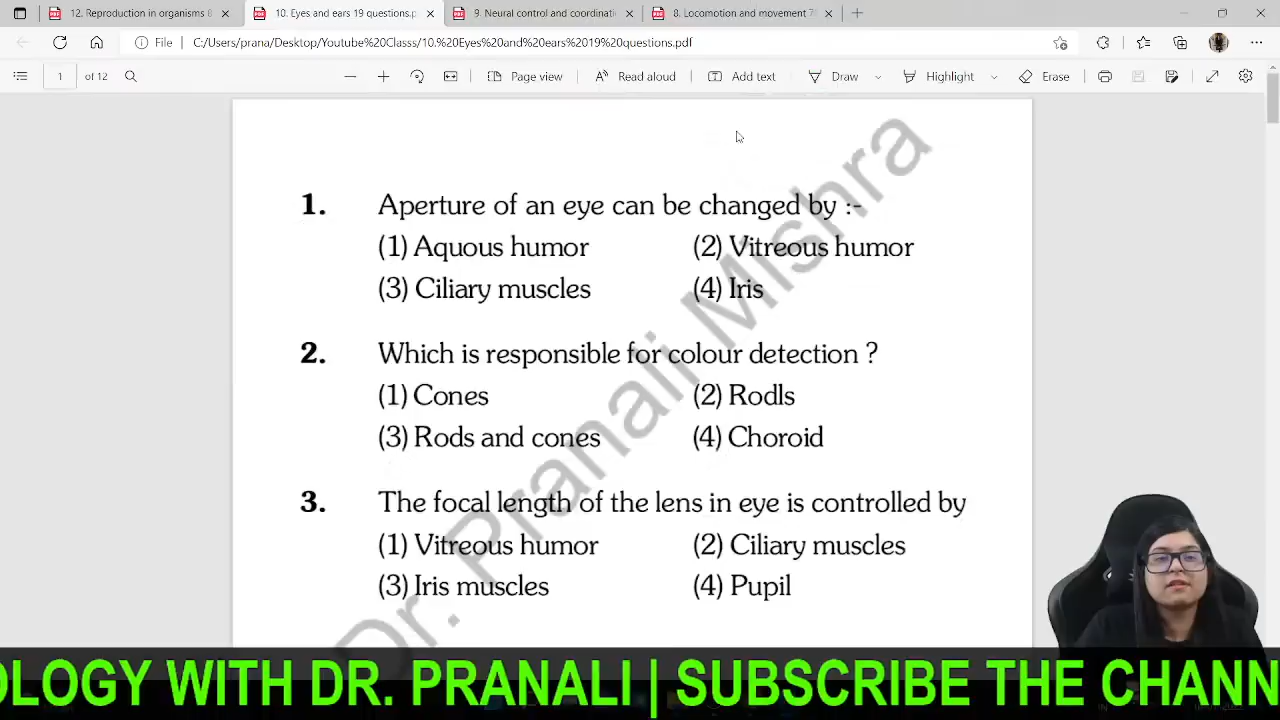 12. Reproduction in organisms
10. Eyes and ears 19 questions.p
9. Neural control and coordinati
8. Locomotion and movement
File C:/Users/prana/Desktop/Youtube%20Class/10.%20Eyes%20and%20ears%2019%20questions.pdf
1 of 12 Page view Read aloud Add text Draw Highlight Erase
1. Aperture of an eye can be changed by :-
(1) Aquous humor (2) Vitreous humor
(3) Ciliary muscles (4) Iris
2. Which is responsible for colour detection ?
(1) Cones (2) Rodls
(3) Rods and cones (4) Choroid
3. The focal length of the lens in eye is controlled by
(1) Vitreous humor (2) Ciliary muscles
(3) Iris muscles (4) Pupil
Dr. Pranali Mishra
OLOGY WITH DR. PRANALI | SUBSCRIBE THE CHANN